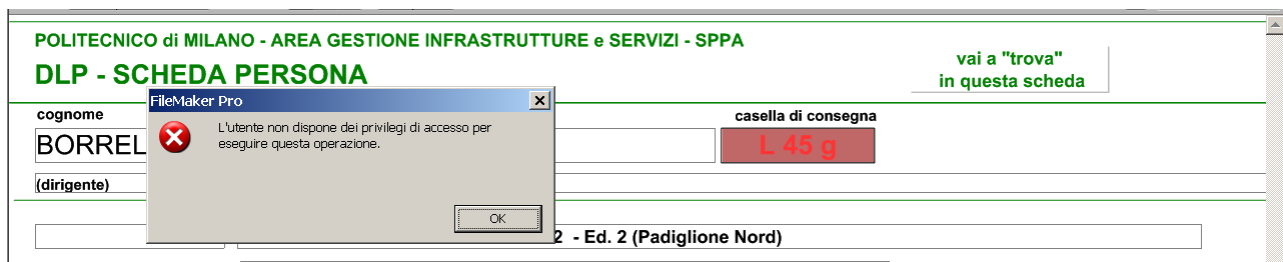 POLITECNICO di MILANO - AREA GESTIONE INFRASTRUTTURE e SERVIZI - SPPA
vai a "trova"
in questa scheda
DLP - SCHEDA PERSONA
FileMaker Pro
cognome
casella di consegna
L'utente non dispone dei privilegi di accesso per
eseguire questa operazione.
BORREL
L 45 g
(dirigente)
OK
2 - Ed. 2 (Padiglione Nord)